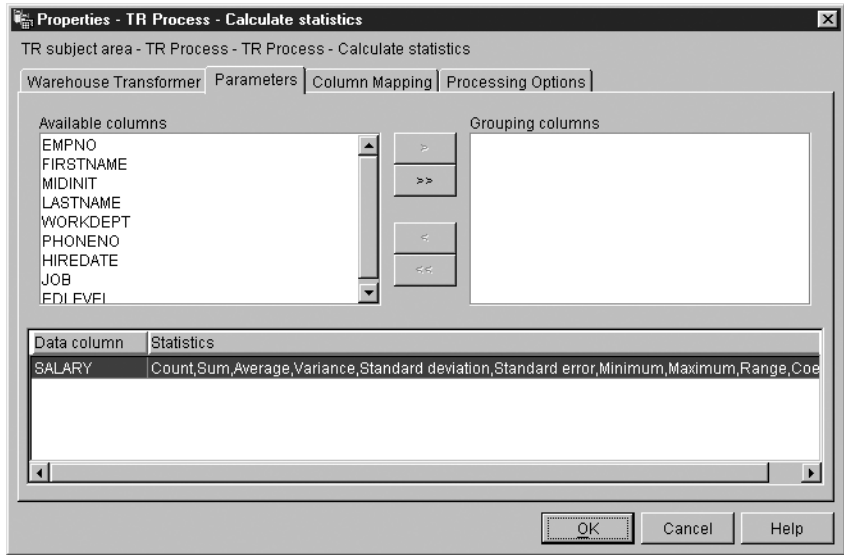 Properties - TR Process - Calculate statistics
TR subject area - TR Process - TR Process - Calculate statistics
Warehouse Transformer Parameters Column Mapping Processing Options
Available columns Grouping columns
EMPNO
FIRSTNAME
MIDINIT
LASTNAME
WORKDEPT
PHONENO
HIREDATE
JOB
EDLEVEL
>
>>
<
<<
Data column Statistics
SALARY Count,Sum,Average,Variance,Standard deviation,Standard error,Minimum,Maximum,Range,Coe
OK Cancel Help